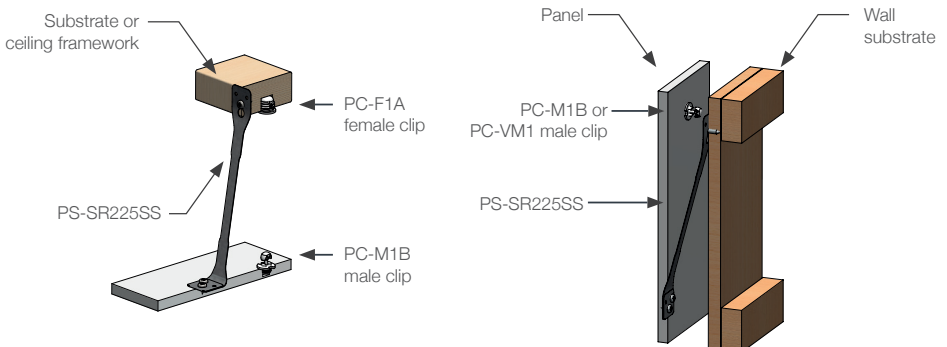 Substrate or
ceiling framework
PC-F1A
female clip
PS-SR225SS
PC-M1B
male clip
Panel
Wall
substrate
PC-M1B or
PC-VM1 male clip
PS-SR225SS